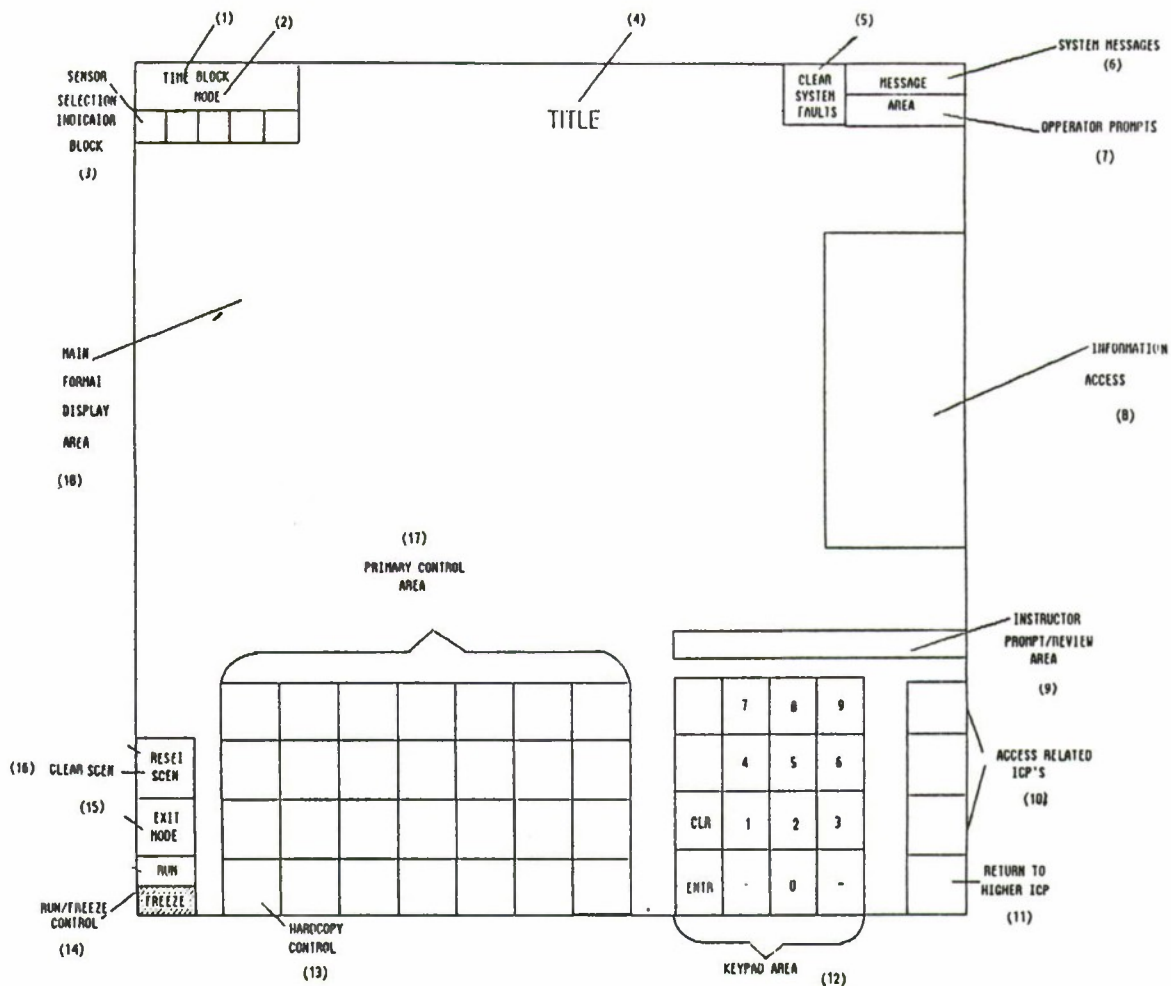 (1)
(2)
(4)
(5)
SYSTEM MESSAGES
(6)
SENSOR
SELECTION
INDICATOR
BLOCK
(3)
TIME BLOCK
MODE
TITLE
CLEAR
SYSTEM
FAULTS
MESSAGE
AREA
OPPERATOR PROMPTS
(7)
MAIN
FORMAT
DISPLAY
AREA
(18)
INFORMATION
ACCESS
(8)
(17)
PRIMARY CONTROL
AREA
INSTRUCTOR
PROMPT/REVIEW
AREA
(9)
7 8 9
4 5 6
CLR 1 2 3
ENTR . 0 -
ACCESS RELATED
ICP'S
(10)
RETURN TO
HIGHER ICP
(11)
(16) CLEAR SCEN
(15)
RESET
SCEN
EXIT
MODE
RUN
FREEZE
RUN/FREEZE
CONTROL
(14)
HARDCOPY
CONTROL
(13)
KEYPAD AREA (12)